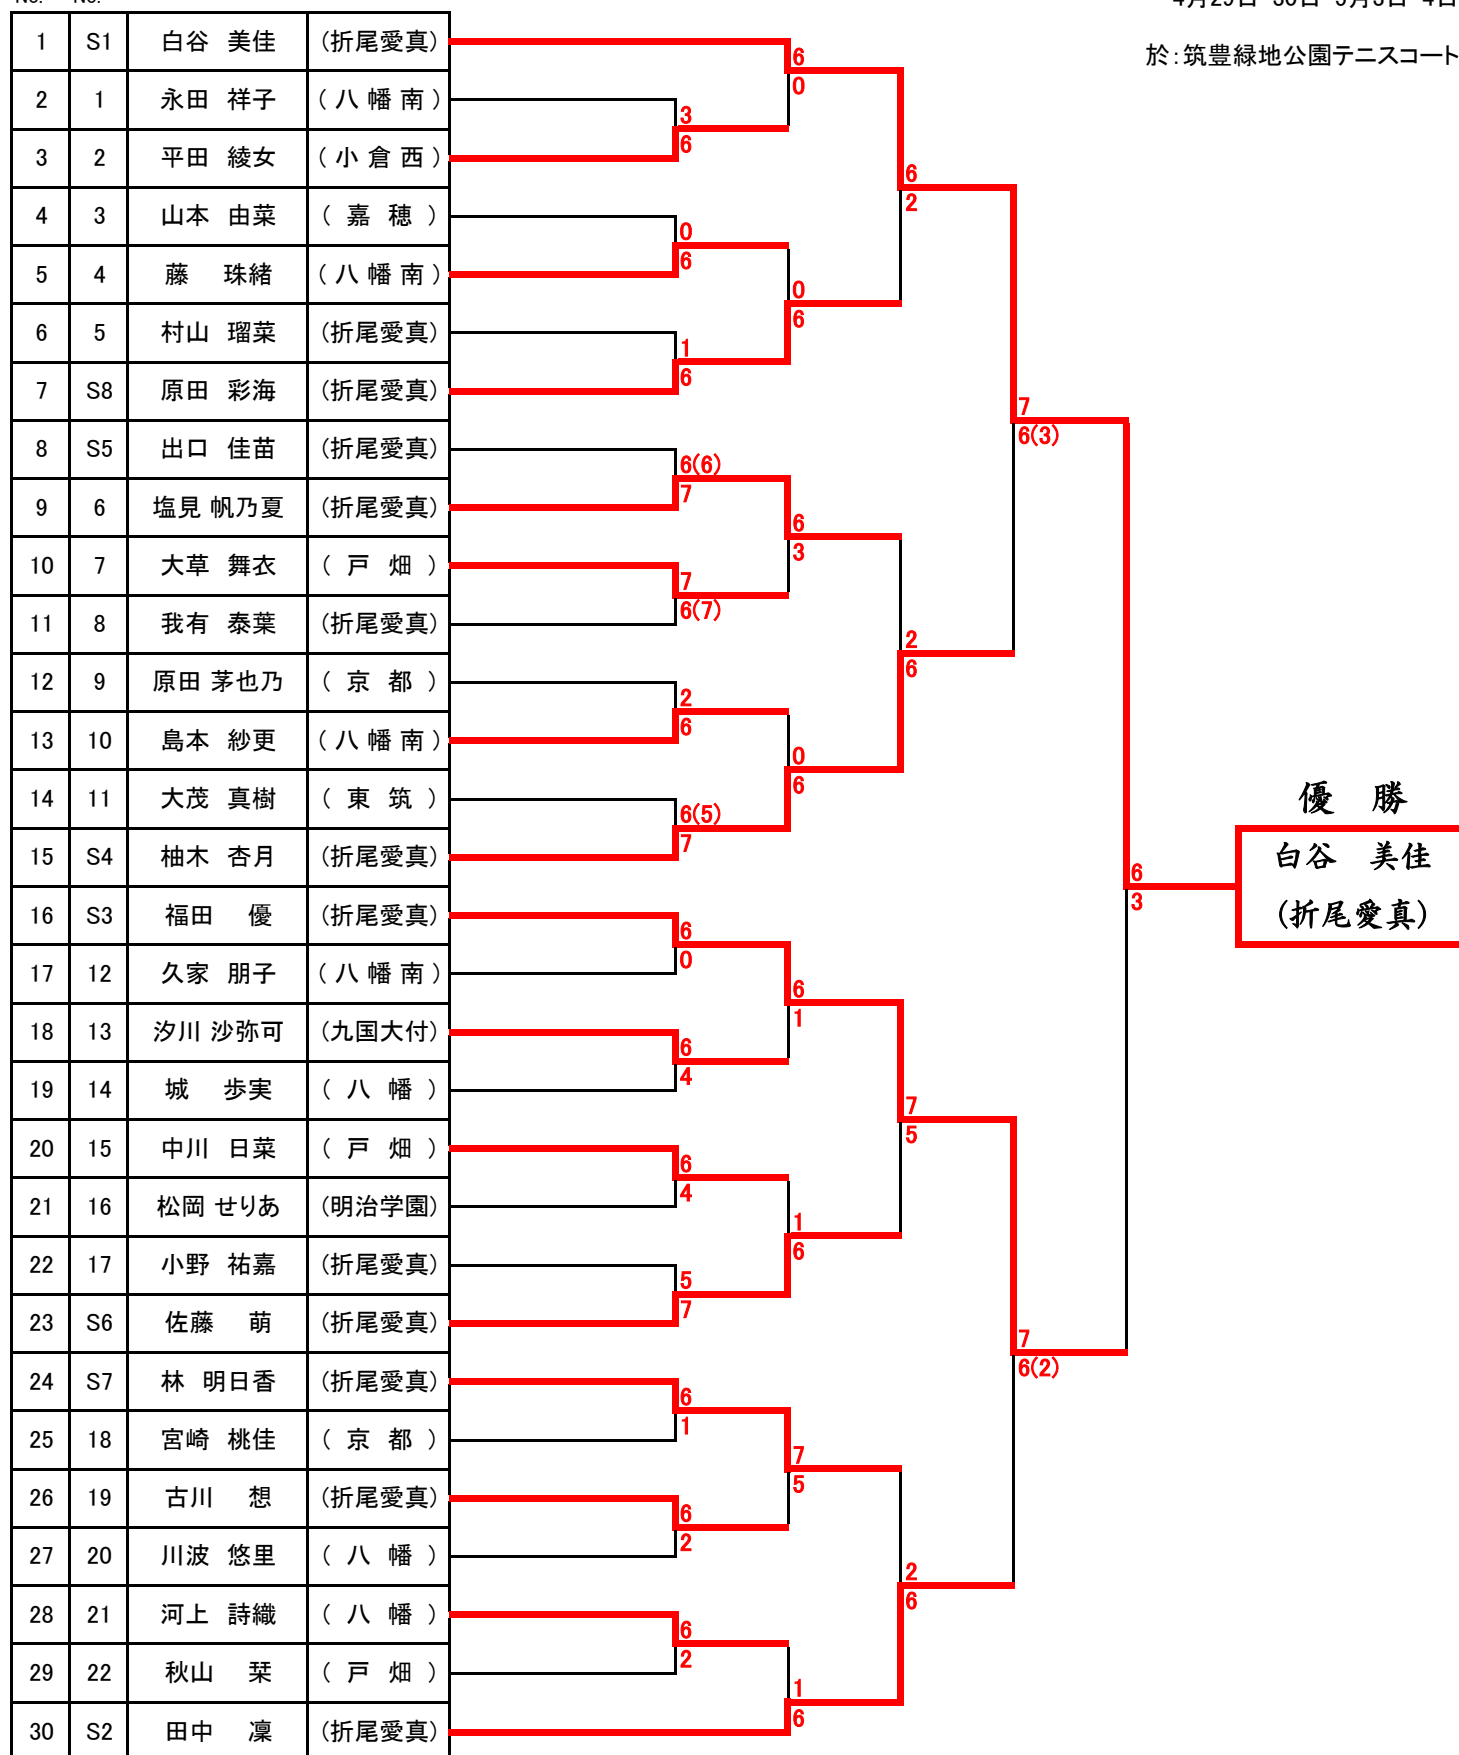 No. No.
4月29日・30日・5月3日・4日
於：筑豊緑地公園テニスコート
1 S1 白谷 美佳 (折尾愛真)
2 1 永田 祥子 (八幡南)
3 2 平田 綾女 (小倉西)
4 3 山本 由菜 (嘉穂)
5 4 藤 珠緒 (八幡南)
6 5 村山 瑠菜 (折尾愛真)
7 S8 原田 彩海 (折尾愛真)
8 S5 出口 佳苗 (折尾愛真)
9 6 塩見 帆乃夏 (折尾愛真)
10 7 大草 舞衣 (戸畑)
11 8 我有 泰葉 (折尾愛真)
12 9 原田 茅也乃 (京都)
13 10 島本 紗更 (八幡南)
14 11 大茂 真樹 (東筑)
15 S4 柚木 杏月 (折尾愛真)
16 S3 福田 優 (折尾愛真)
17 12 久家 朋子 (八幡南)
18 13 汐川 沙弥可 (九国大付)
19 14 城 歩実 (八幡)
20 15 中川 日菜 (戸畑)
21 16 松岡 せりあ (明治学園)
22 17 小野 祐嘉 (折尾愛真)
23 S6 佐藤 萌 (折尾愛真)
24 S7 林 明日香 (折尾愛真)
25 18 宮崎 桃佳 (京都)
26 19 古川 想 (折尾愛真)
27 20 川波 悠里 (八幡)
28 21 河上 詩織 (八幡)
29 22 秋山 栞 (戸畑)
30 S2 田中 凜 (折尾愛真)
3
6
0
6
1
6
6(6)
7
7
6(7)
2
6
6(5)
7
6
0
6
4
6
4
5
7
6
1
6
2
6
2
6
0
0
6
6
3
0
6
6
1
1
6
7
5
1
6
6
2
2
6
7
5
2
6
7
6(3)
7
6(2)
6
3
優 勝
白谷 美佳
(折尾愛真)